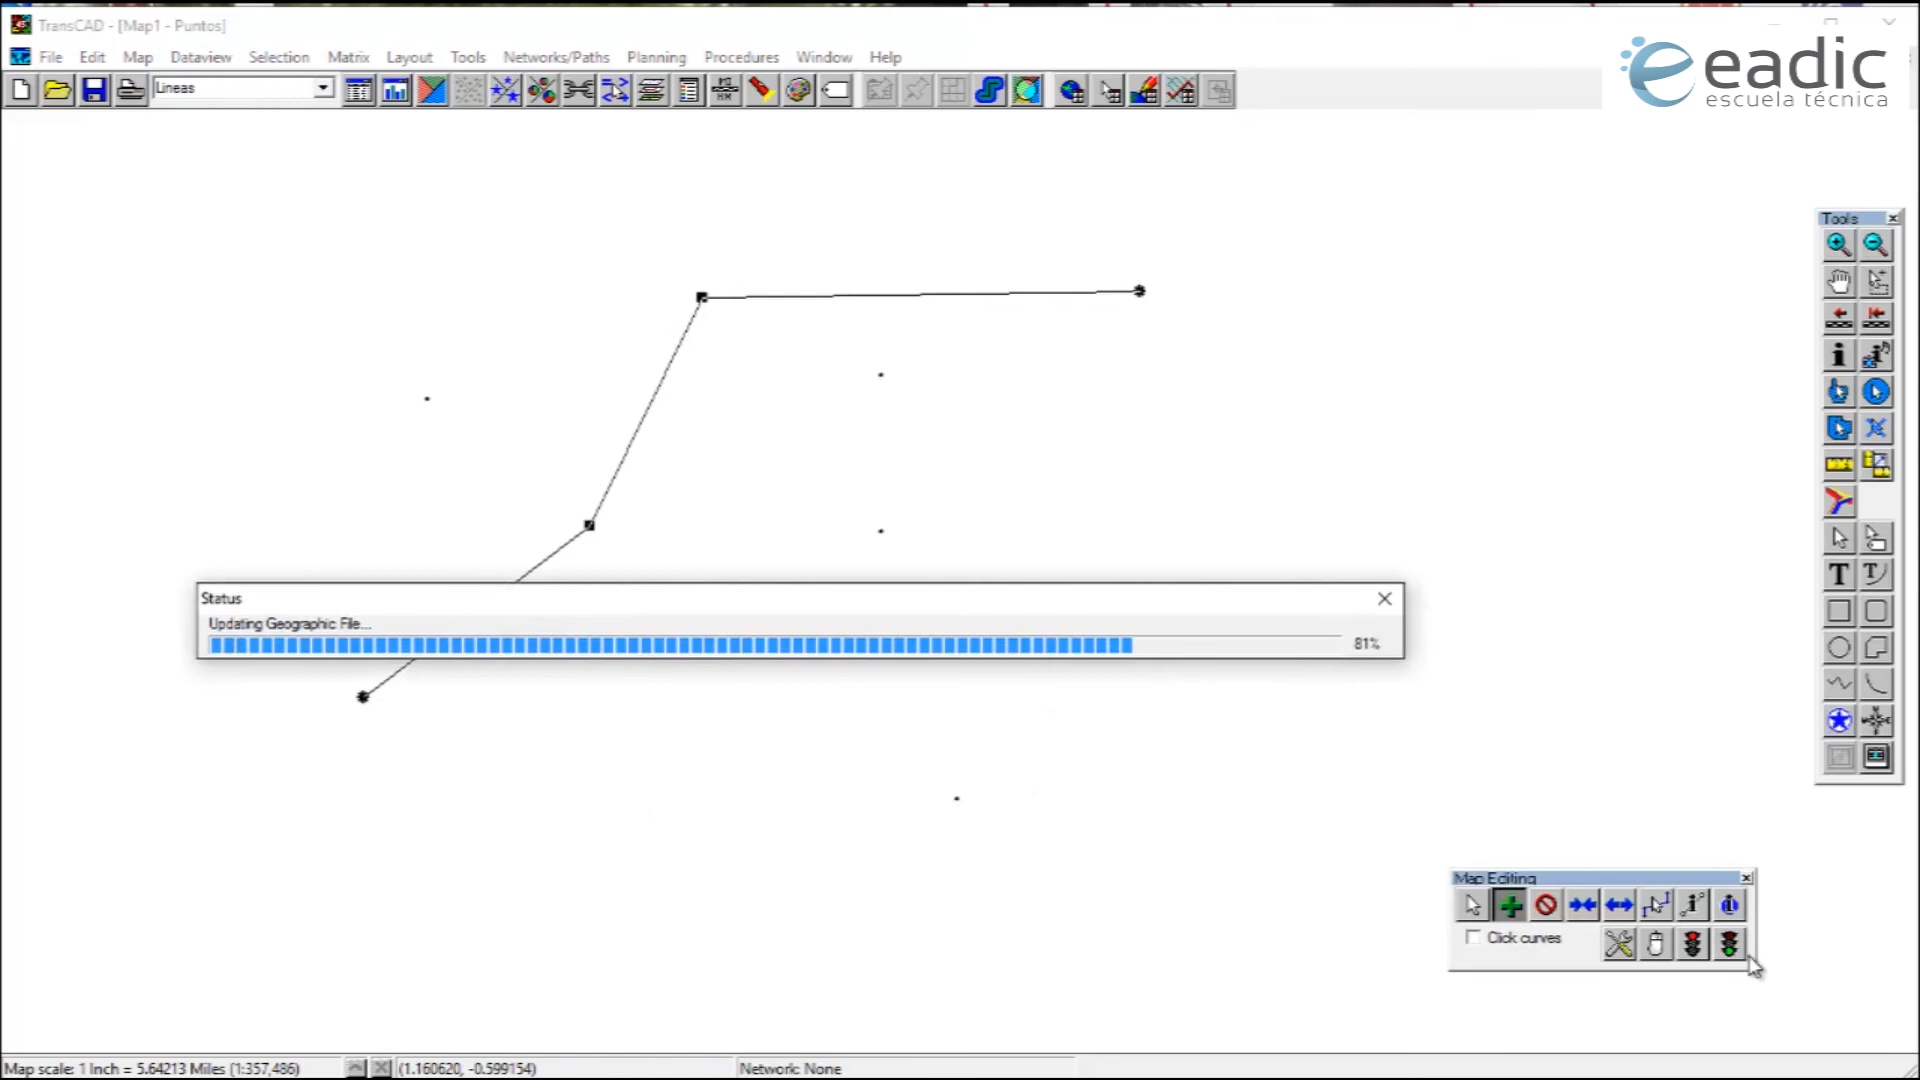 TransCAD - [Map1 - Puntos]
File Edit Map Dataview Selection Matrix Layout Tools Networks/Paths Planning Procedures Window Help
Lineas
eadic
escuela técnica
Tools
Status
Updating Geographic File...
81%
Map Editing
Click curves
Map scale: 1 Inch = 5.64213 Miles (1:357,486)
(1.160620, -0.599154)
Network: None